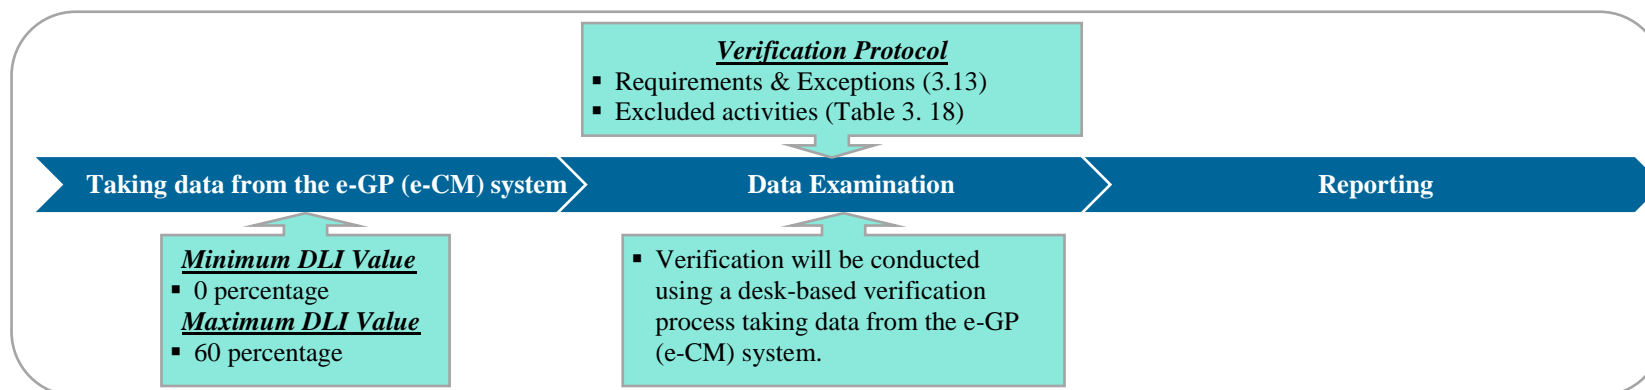 Verification Protocol
▪ Requirements & Exceptions (3.13)
▪ Excluded activities (Table 3. 18)
Taking data from the e-GP (e-CM) system
Data Examination
Reporting
Minimum DLI Value
▪ 0 percentage
Maximum DLI Value
▪ 60 percentage
▪ Verification will be conducted
using a desk-based verification
process taking data from the e-GP
(e-CM) system.